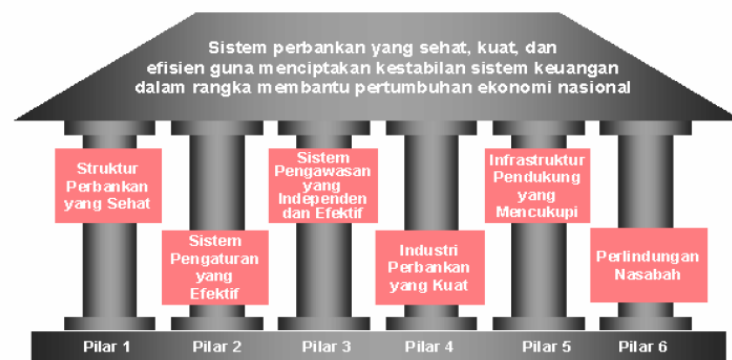 Sistem perbankan yang sehat, kuat, dan
efisien guna menciptakan kestabilan sistem keuangan
dalam rangka membantu pertumbuhan ekonomi nasional
Struktur
Perbankan
yang Sehat
Sistem
Pengaturan
yang
Efektif
Sistem
Pengawasan
yang
Independen
dan Efektif
Industri
Perbankan
yang Kuat
Infrastruktur
Pendukung
yang
Mencukupi
Perlindungan
Nasabah
Pilar 1
Pilar 2
Pilar 3
Pilar 4
Pilar 5
Pilar 6